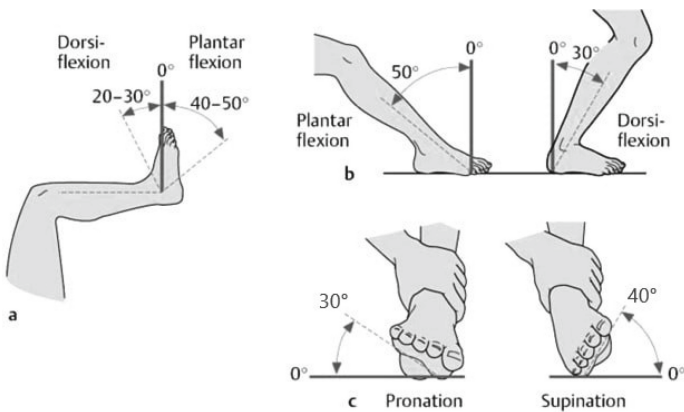 Dorsi-
flexion
Plantar
flexion
0°
20–30°
40–50°
a
50°
0°
Plantar
flexion
b
0°
30°
Dorsi-
flexion
30°
0°
c
Pronation
40°
0°
Supination